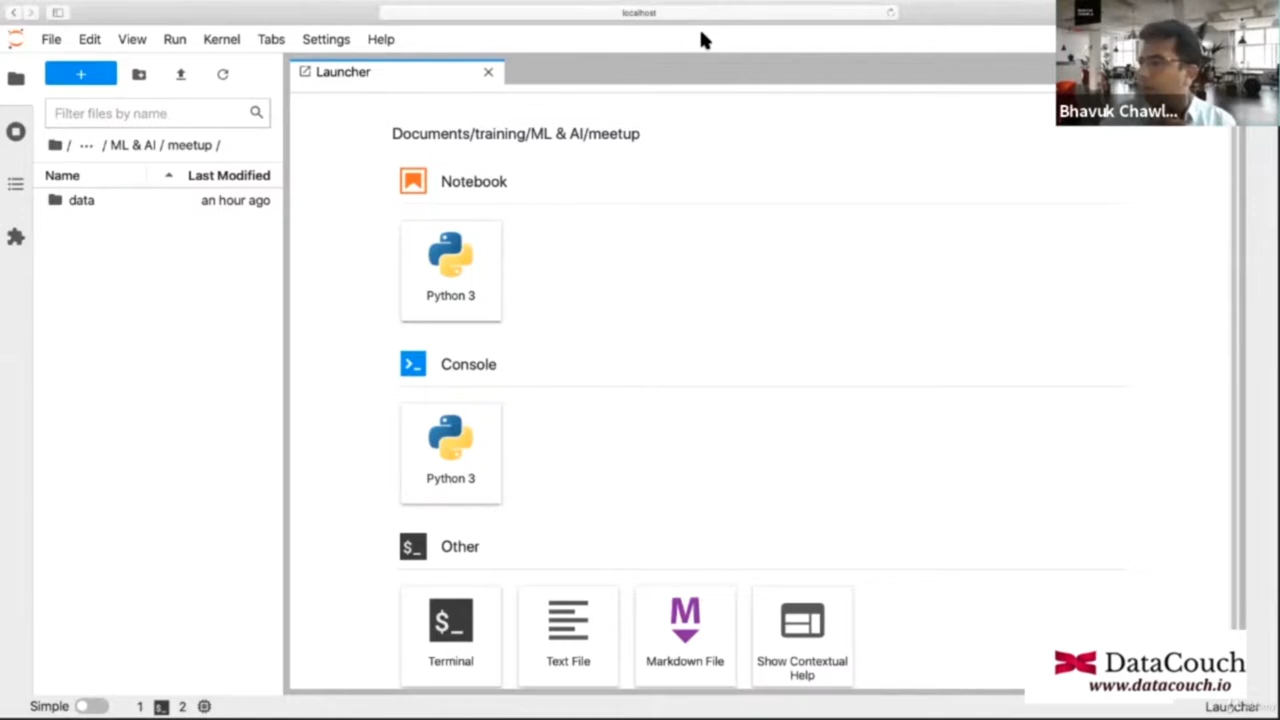 localhost
File Edit View Run Kernel Tabs Settings Help
Bhavuk Chawl...
Launcher
Filter files by name
/ ... / ML & AI / meetup /
Name Last Modified
data an hour ago
Documents/training/ML & AI/meetup
Notebook
Python 3
Console
>_
Python 3
$_ Other
$_
M
Terminal
Text File
Markdown File
Show Contextual
Help
DataCouch
www.datacouch.io
Simple 1 $_ 2
Launcher